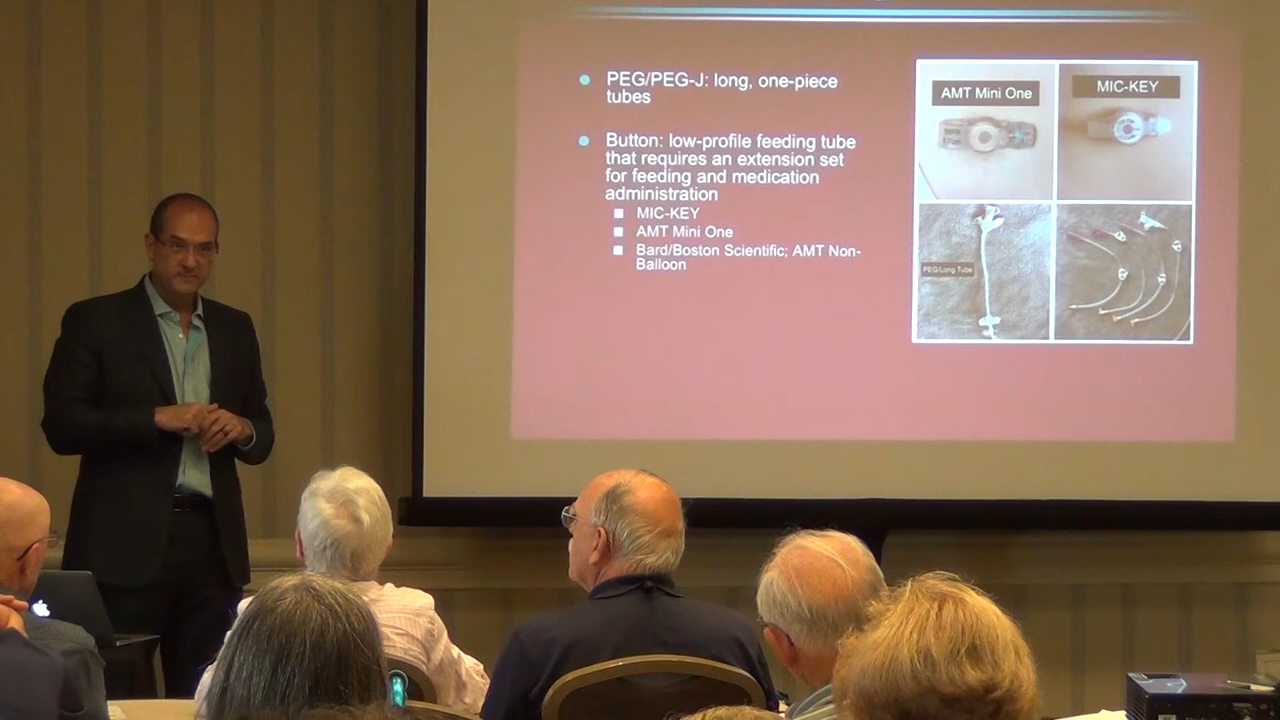 PEG/PEG-J: long, one-piece
tubes
Button: low-profile feeding tube
that requires an extension set
for feeding and medication
administration
MIC-KEY
AMT Mini One
Bard/Boston Scientific; AMT Non-
Balloon
AMT Mini One
MIC-KEY
PEG/Long Tube